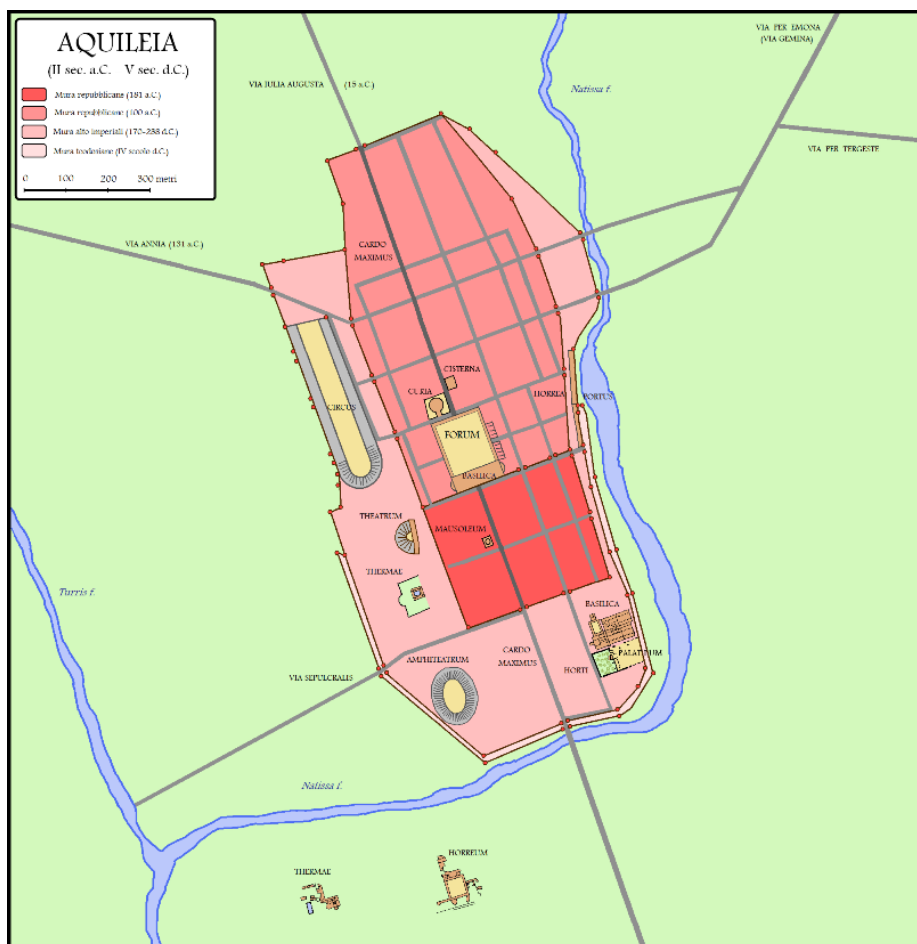 AQUILEIA
(II sec. a.C. V sec. d.C.)
Mura repubblicane (181 a.C.)
Mura repubblicane (100 a.C.)
Mura alto imperiali (170-238 d.C.)
Mura teodosiane (IV secolo d.C.)
0 100 200 300 metri
VIA PER EMONA
(VIA GEMINA)
VIA IULIA AUGUSTA (15 a.C.)
Natissa f.
VIA PER TERGESTE
VIA ANNIA (131 a.C.)
CARDO
MAXIMUS
CISTERNA
CURIA
HORREA
PORTUS
CIRCUS
FORUM
BASILICA
THEATRUM
MAUSOLEUM
THERMAE
Turris f.
BASILICA
PALATIUM
CARDO
MAXIMUS
AMPHITEATRUM
HORTI
VIA SEPULCRALIS
Natissa f.
HORREUM
THERMAE